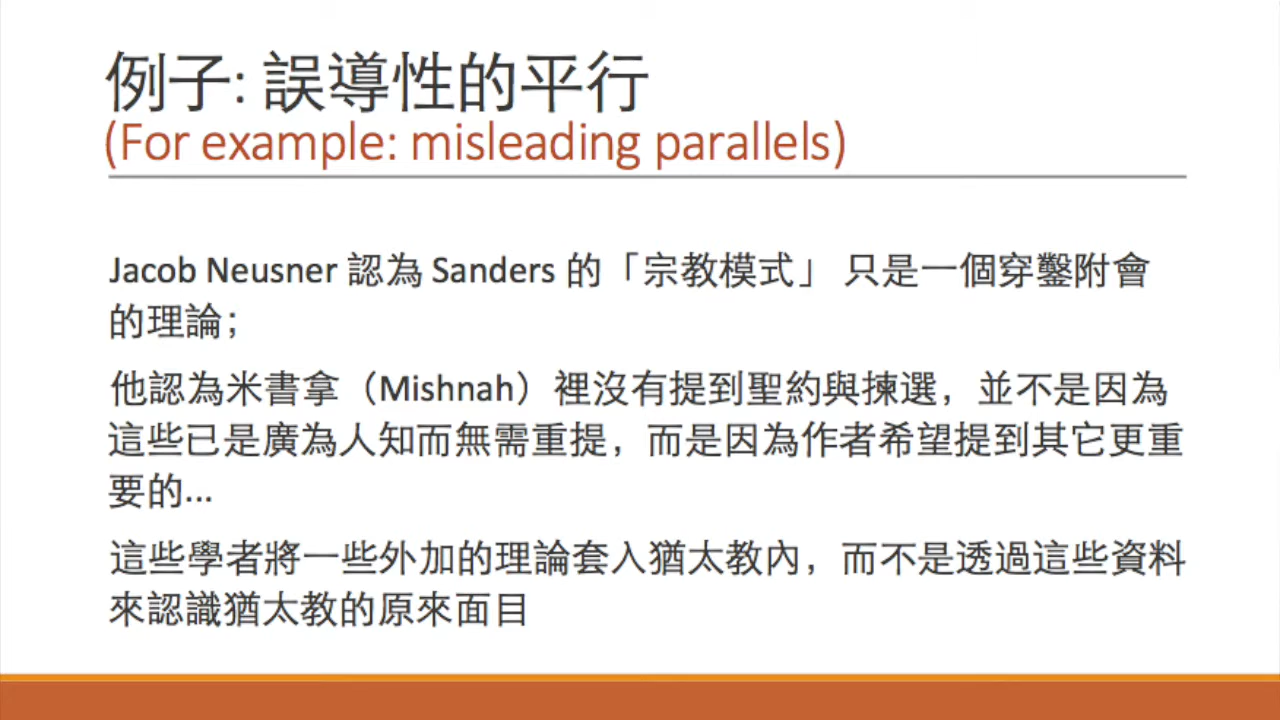 例子: 誤導性的平行
(For example: misleading parallels)
Jacob Neusner 認為 Sanders 的「宗教模式」 只是一個穿鑿附會
的理論；
他認為米書拿（Mishnah）裡沒有提到聖約與揀選，並不是因為
這些已是廣為人知而無需重提，而是因為作者希望提到其它更重
要的...
這些學者將一些外加的理論套入猶太教內，而不是透過這些資料
來認識猶太教的原來面目